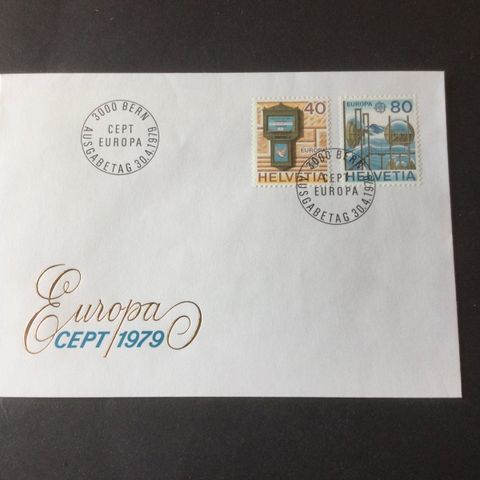 3000 BERN
CEPT
EUROPA
AUSGABETAG 30.4.1979
40
EUROPA
HELVETIA
EUROPA CEPT 80
HELVETIA
3000 BERN
CEPT
EUROPA
AUSGABETAG 30.4.1979
Europa
CEPT 1979